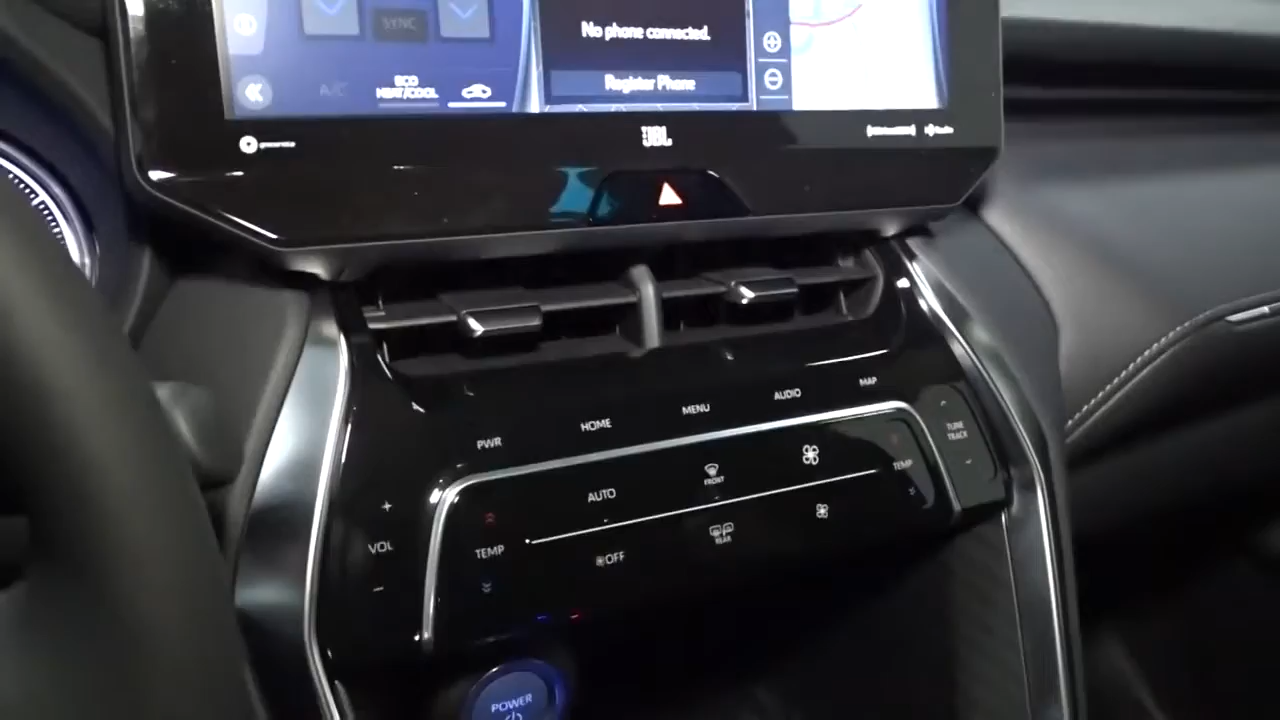 SYNC
No phone connected.
Register Phone
A/C
ECO
HEAT/COOL
JBL
PWR
HOME
MENU
AUDIO
MAP
+
VOL
−
TEMP
AUTO
FRONT
OFF
REAR
TEMP
TUNE
TRACK
POWER